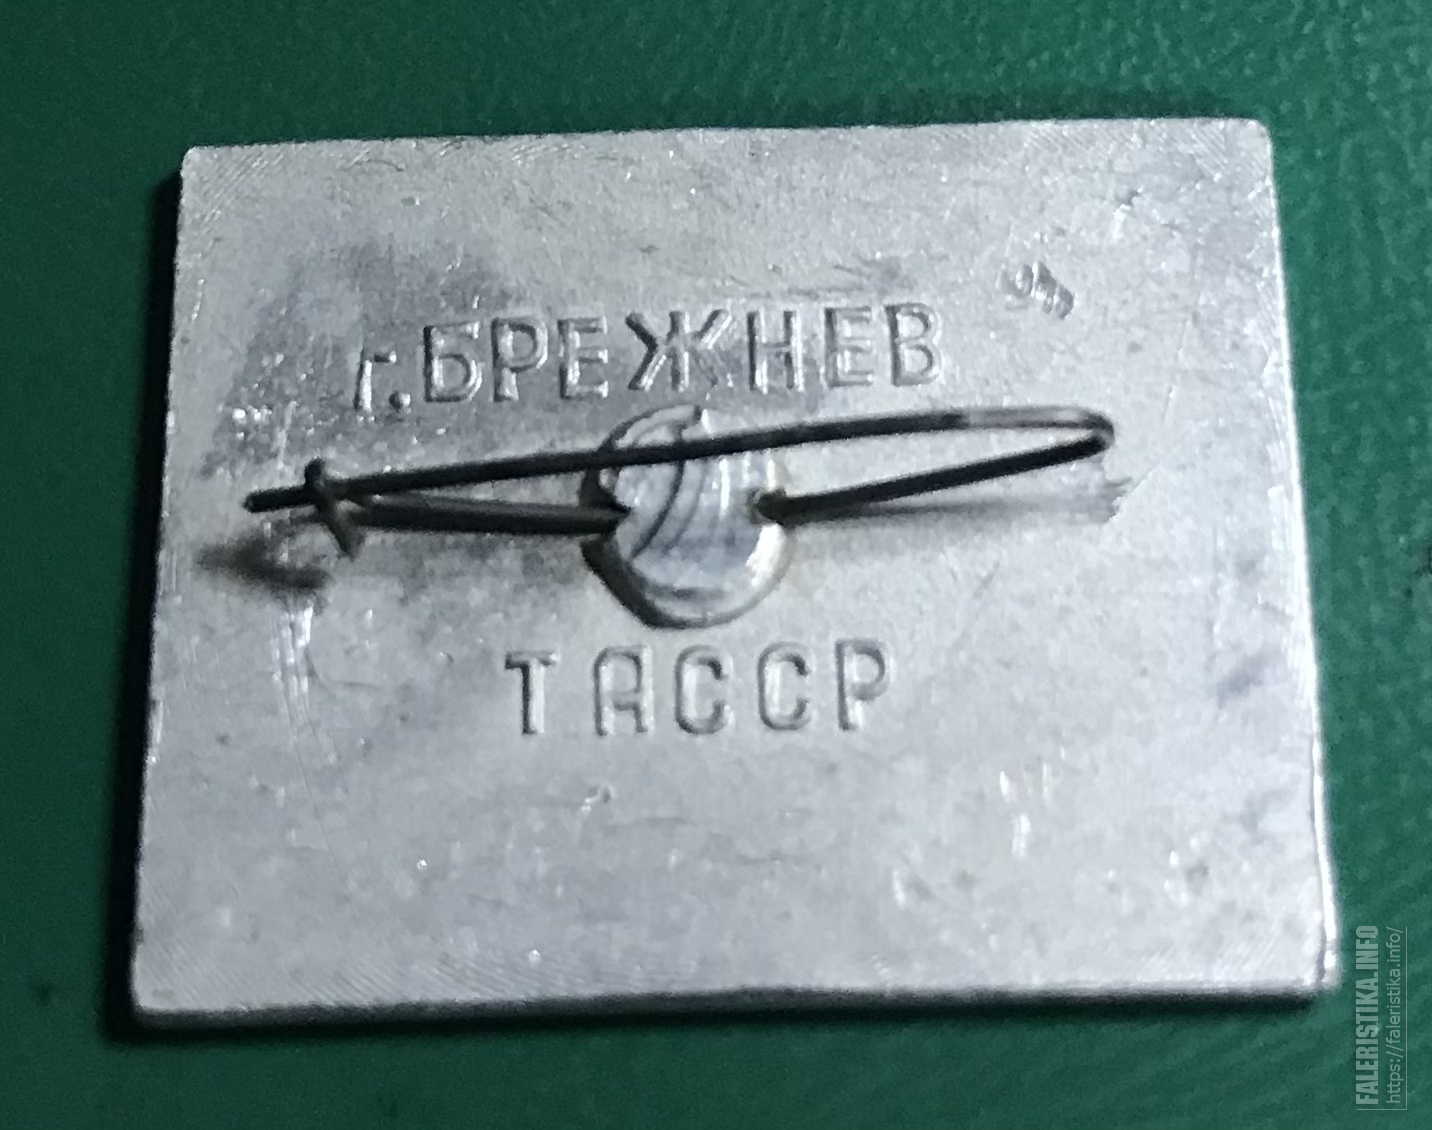 г. БРЕЖНЕВ
ТАССР
FALERISTIKA.INFO
https://faleristika.info/